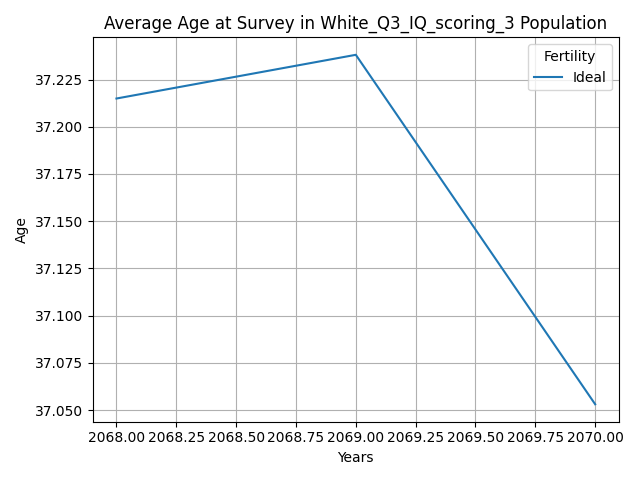 Average Age at Survey in White_Q3_IQ_scoring_3 Population
Fertility
Ideal
37.225
37.200
37.175
37.150
37.125
37.100
37.075
37.050
Age
2068.00 2068.25 2068.50 2068.75 2069.00 2069.25 2069.50 2069.75 2070.00
Years